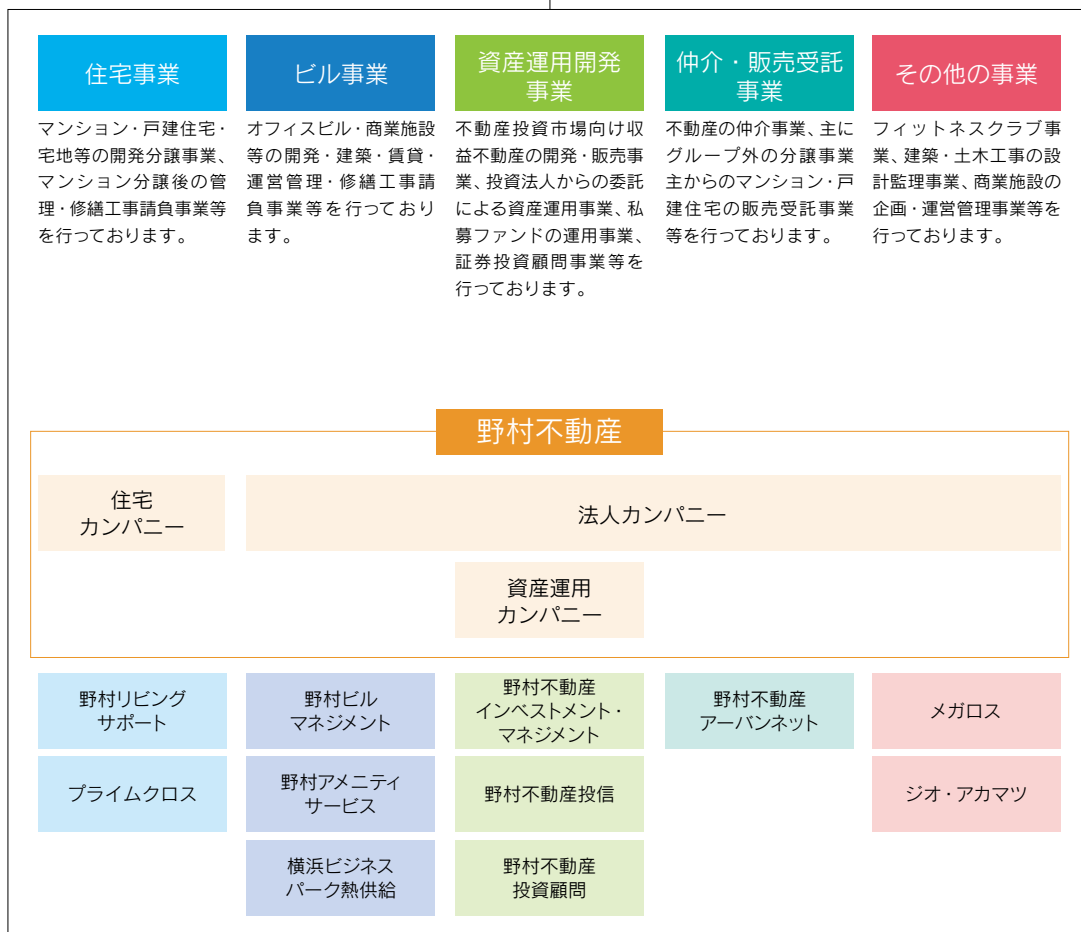 住宅事業
マンション・戸建住宅・
宅地等の開発分譲事業、
マンション分譲後の管
理・修繕工事請負事業等
を行っております。
ビル事業
オフィスビル・商業施設
等の開発・建築・賃貸・
運営管理・修繕工事請
負事業等を行っており
ます。
資産運用開発
事業
不動産投資市場向け収
益不動産の開発・販売事
業、投資法人からの委託
による資産運用事業、私
募ファンドの運用事業、
証券投資顧問事業等を
行っております。
仲介・販売受託
事業
不動産の仲介事業、主に
グループ外の分譲事業
主からのマンション・戸
建住宅の販売受託事業
等を行っております。
その他の事業
フィットネスクラブ事
業、建築・土木工事の設
計監理事業、商業施設の
企画・運営管理事業等を
行っております。
野村不動産
住宅
カンパニー
法人カンパニー
資産運用
カンパニー
野村リビング
サポート
プライムクロス
野村ビル
マネジメント
野村アメニティ
サービス
横浜ビジネス
パーク熱供給
野村不動産
インベストメント・
マネジメント
野村不動産投信
野村不動産
投資顧問
野村不動産
アーバンネット
メガロス
ジオ・アカマツ